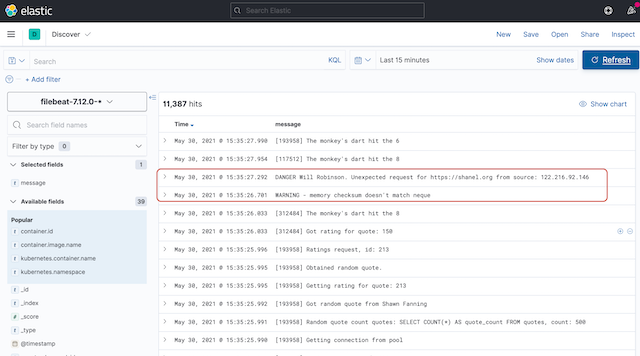 elastic
Search Elastic
D Discover
New Save Open Share Inspect
Search
KQL
Last 15 minutes
Show dates
Refresh
+ Add filter
filebeat-7.12.0-*
11,387 hits
Show chart
Search field names
Filter by type 0
Selected fields 1
t message
Available fields 39
Popular
t container.id
t container.image.name
t kubernetes.container.name
t kubernetes.namespace
t _id
t _index
# _score
t _type
@timestamp
Time message
May 30, 2021 @ 15:35:27.990 [193958] The monkey's dart hit the 6
May 30, 2021 @ 15:35:27.954 [117512] The monkey's dart hit the 8
May 30, 2021 @ 15:35:27.292 DANGER Will Robinson. Unexpected request for https://shanel.org from source: 122.216.92.146
May 30, 2021 @ 15:35:26.701 WARNING - memory checksum doesn't match neque
May 30, 2021 @ 15:35:26.033 [312484] The monkey's dart hit the 8
May 30, 2021 @ 15:35:26.033 [312484] Got rating for quote: 150
May 30, 2021 @ 15:35:25.996 [193958] Ratings request, id: 213
May 30, 2021 @ 15:35:25.995 [193958] Obtained random quote.
May 30, 2021 @ 15:35:25.995 [193958] Getting rating for quote: 213
May 30, 2021 @ 15:35:25.992 [193958] Got random quote from Shawn Fanning
May 30, 2021 @ 15:35:25.991 [193958] Random quote count quotes: SELECT COUNT(*) AS quote_count FROM quotes, count: 500
May 30, 2021 @ 15:35:25.990 [193958] Getting connection from pool